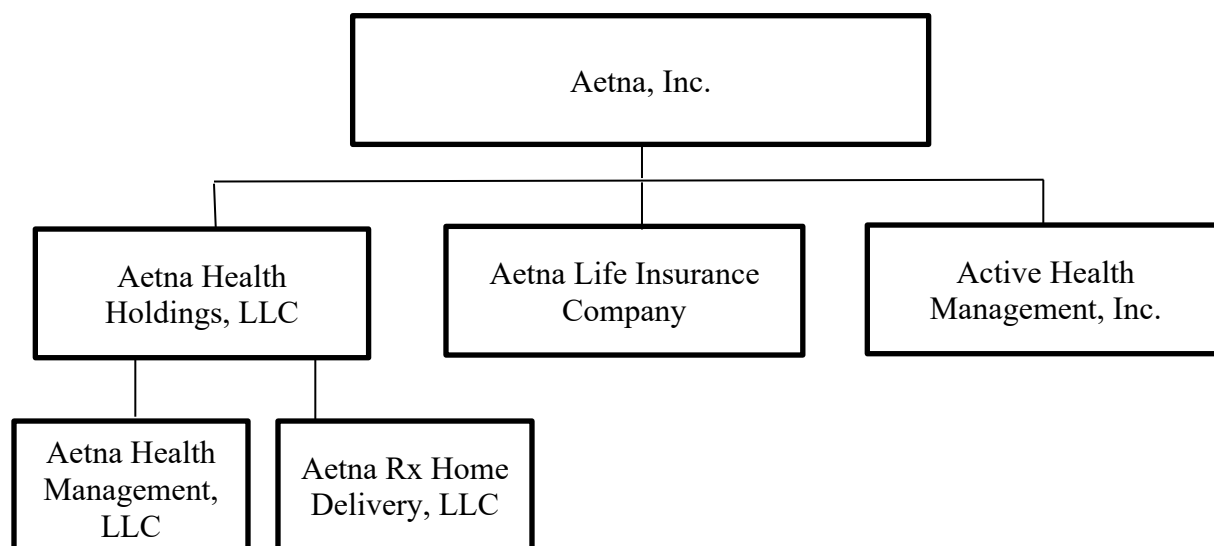 Aetna, Inc.
Aetna Health
Holdings, LLC
Aetna Life Insurance
Company
Active Health
Management, Inc.
Aetna Health
Management,
LLC
Aetna Rx Home
Delivery, LLC